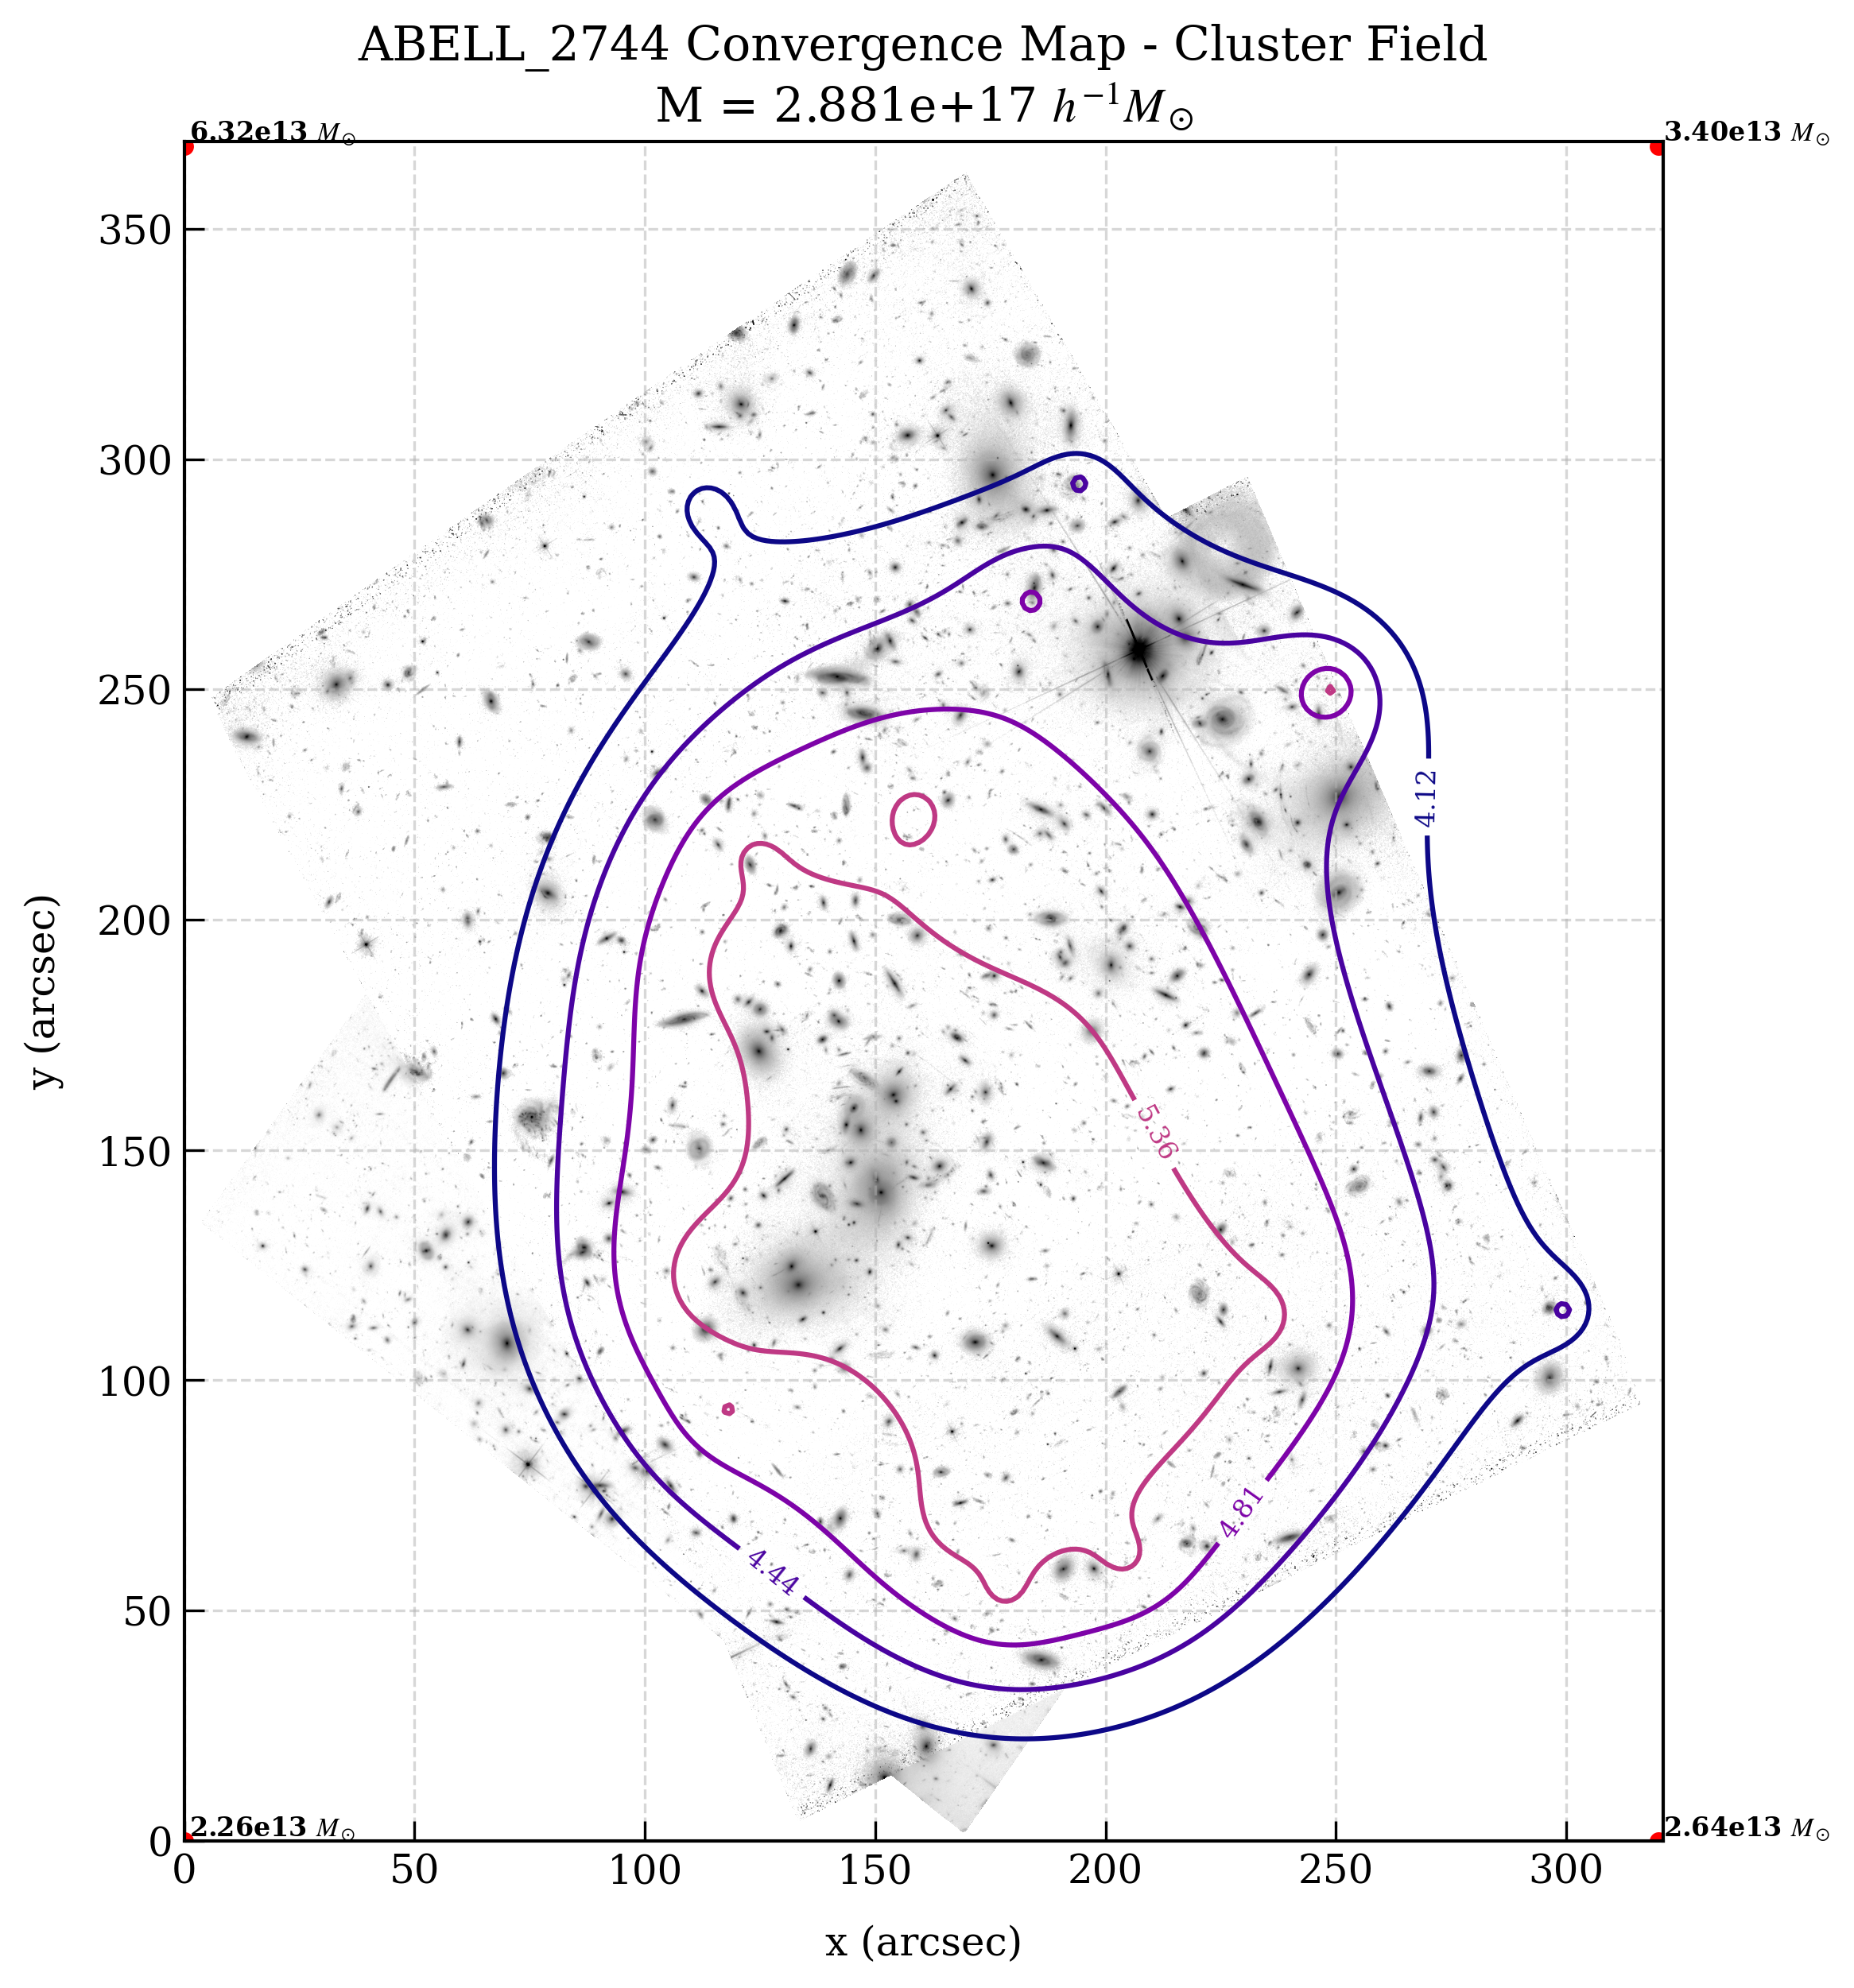 ABELL_2744 Convergence Map - Cluster Field
M = 2.881e+17 h⁻¹M⊙
6.32e13 M⊙
3.40e13 M⊙
350
300
250
200
150
100
50
0
y (arcsec)
4.12
5.36
4.81
4.44
2.26e13 M⊙
2.64e13 M⊙
0 50 100 150 200 250 300
x (arcsec)